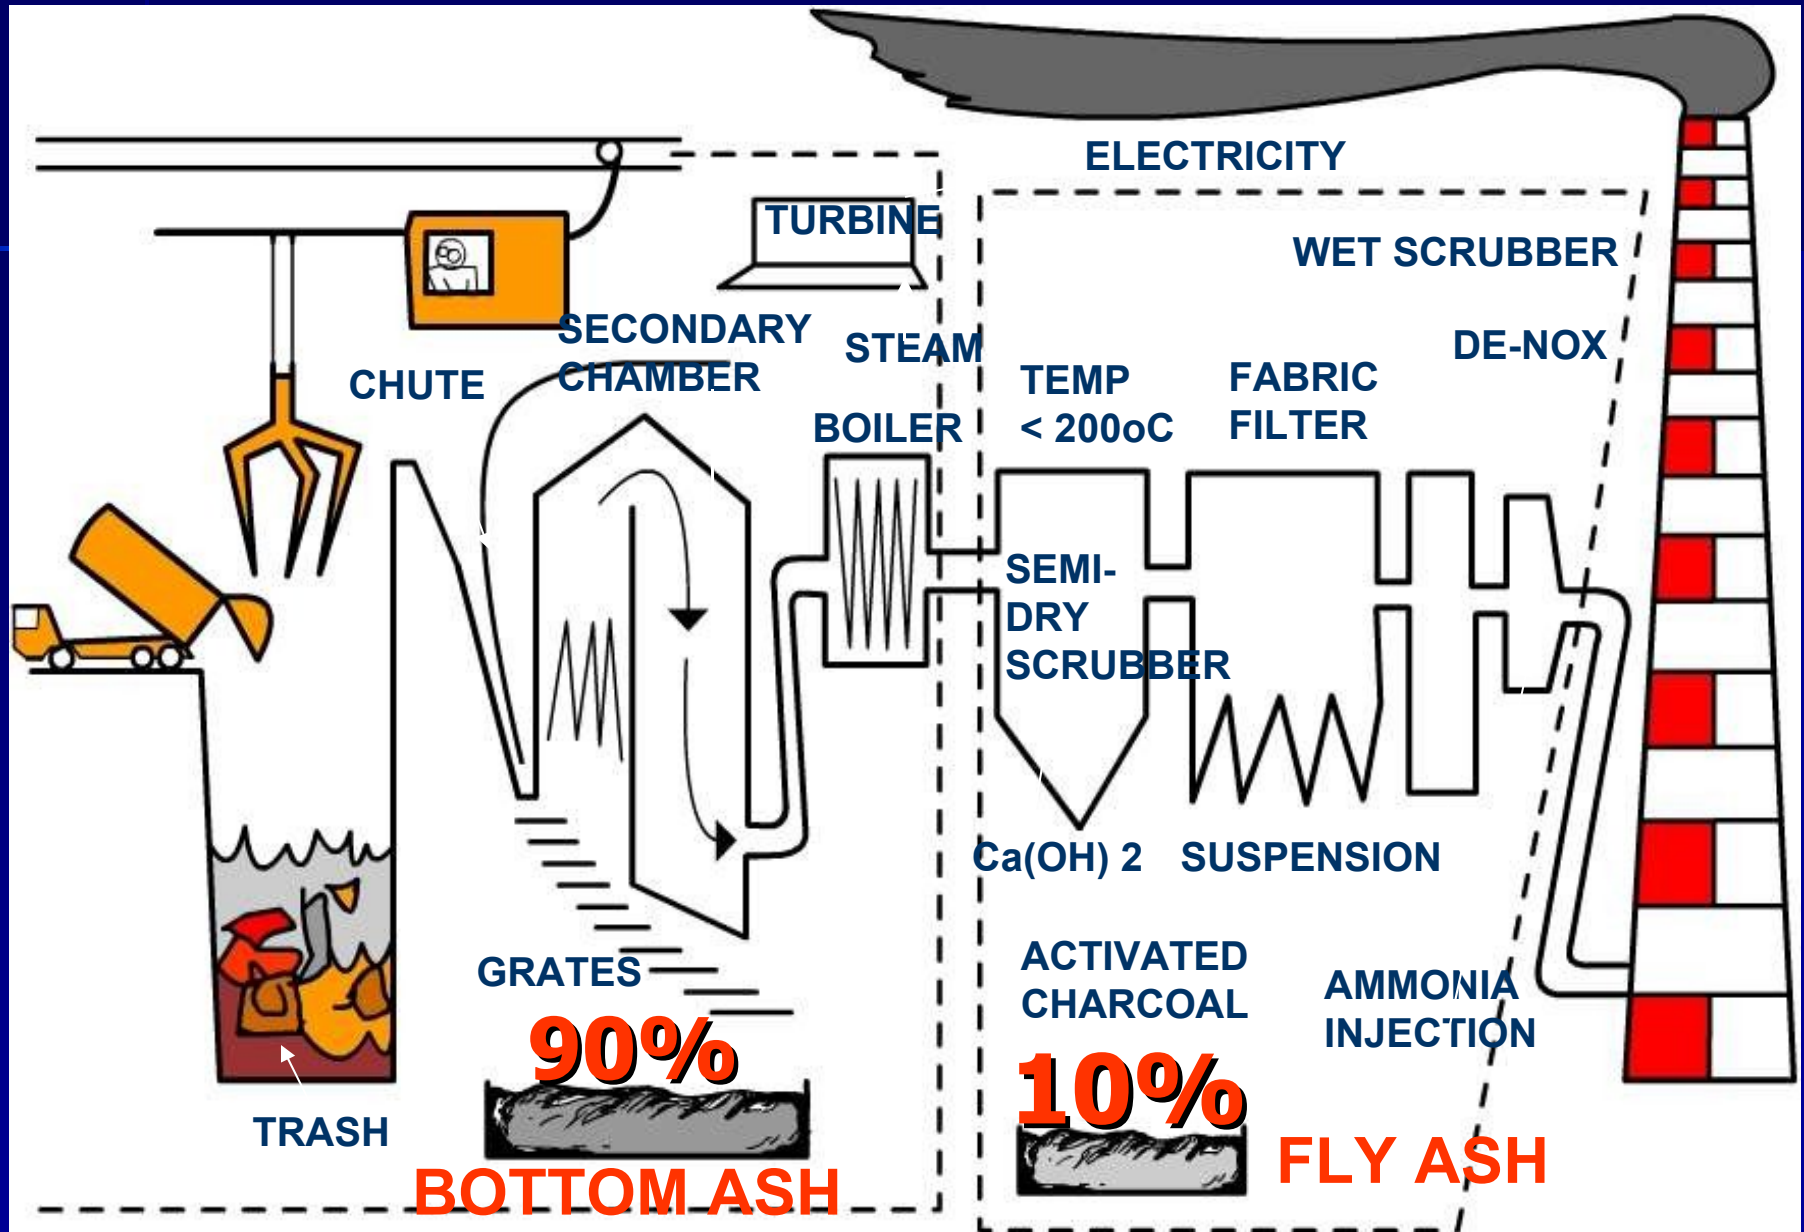 ELECTRICITY
TURBINE
WET SCRUBBER
SECONDARY
CHAMBER
STEAM
DE-NOX
CHUTE
TEMP
< 200oC
FABRIC
FILTER
BOILER
SEMI-
DRY
SCRUBBER
Ca(OH) 2 SUSPENSION
GRATES
ACTIVATED
CHARCOAL
AMMONIA
INJECTION
90%
10%
TRASH
BOTTOM ASH
FLY ASH